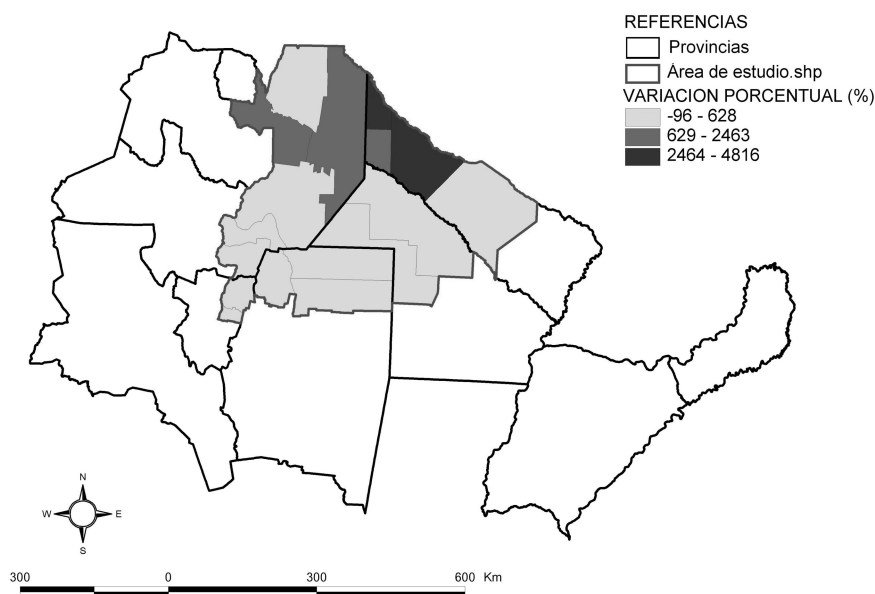 REFERENCIAS
Provincias
Área de estudio.shp
VARIACION PORCENTUAL (%)
-96 - 628
629 - 2463
2464 - 4816
N
W E
S
300 0 300 600 Km